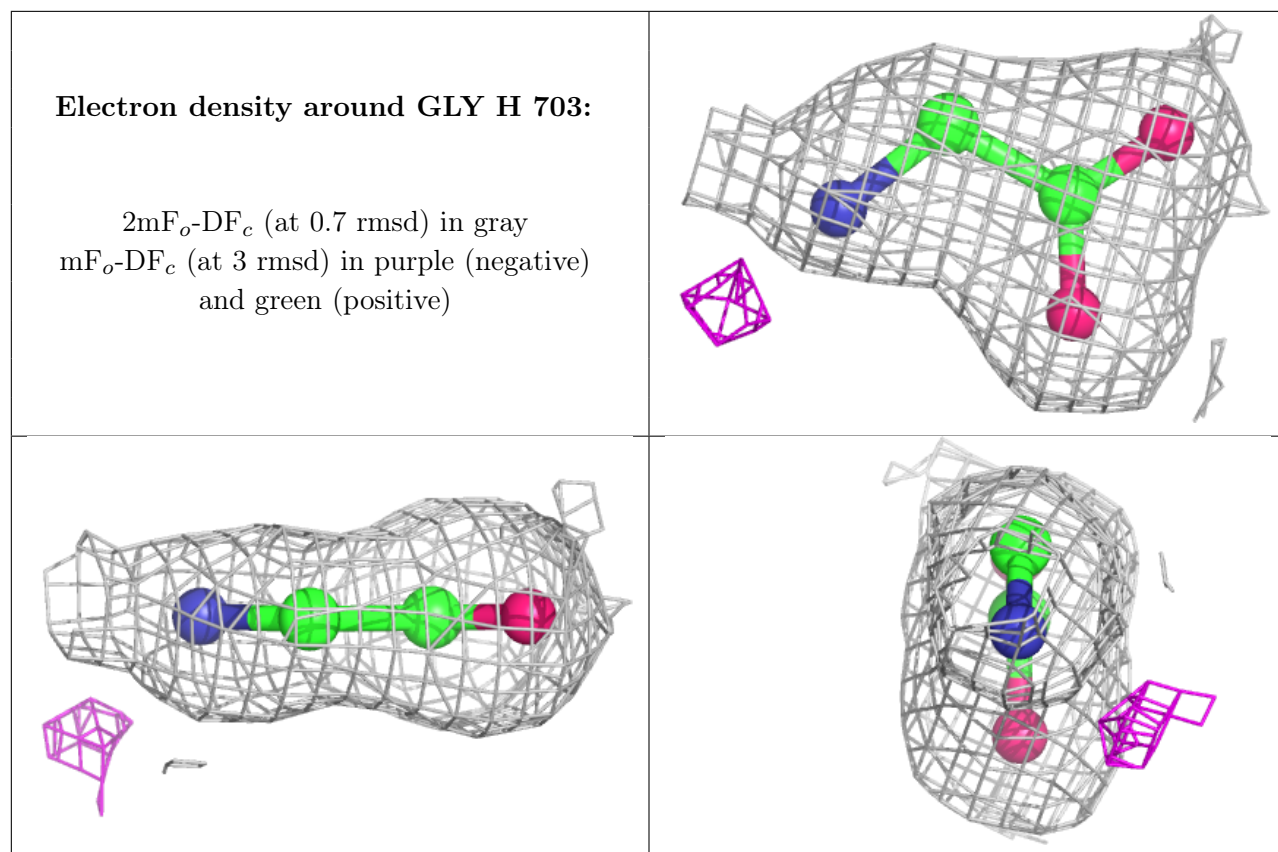 Electron density around GLY H 703:
2mFo-DFc (at 0.7 rmsd) in gray
mFo-DFc (at 3 rmsd) in purple (negative)
and green (positive)